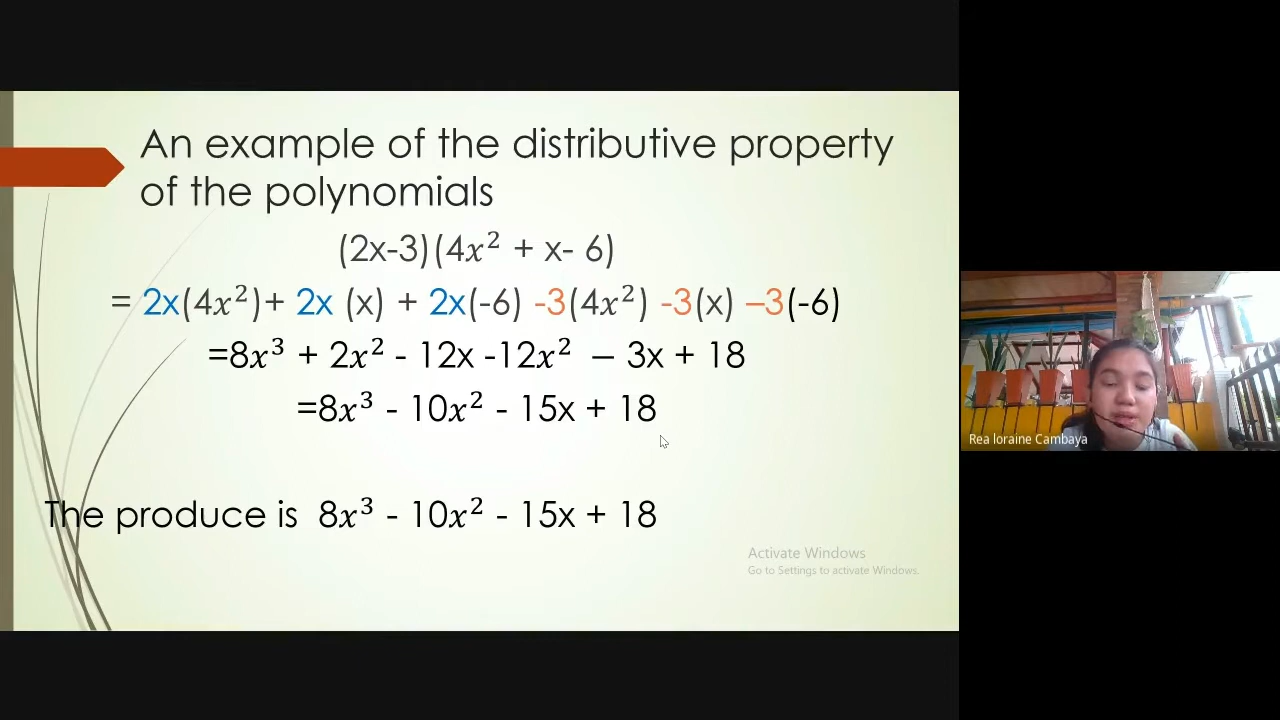 An example of the distributive property
of the polynomials
(2x-3)(4𝑥² + x- 6)
= 2x(4𝑥²)+ 2x (x) + 2x(-6) -3(4𝑥²) -3(x) –3(-6)
=8𝑥³ + 2𝑥² - 12x -12𝑥² − 3x + 18
=8𝑥³ - 10𝑥² - 15x + 18
The produce is 8𝑥³ - 10𝑥² - 15x + 18
Activate Windows
Go to Settings to activate Windows.
Rea loraine Cambaya